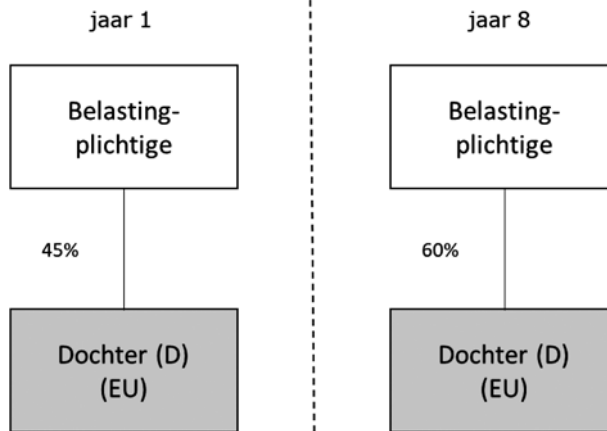 jaar 1
Belasting-
plichtige
45%
Dochter (D)
(EU)
jaar 8
Belasting-
plichtige
60%
Dochter (D)
(EU)